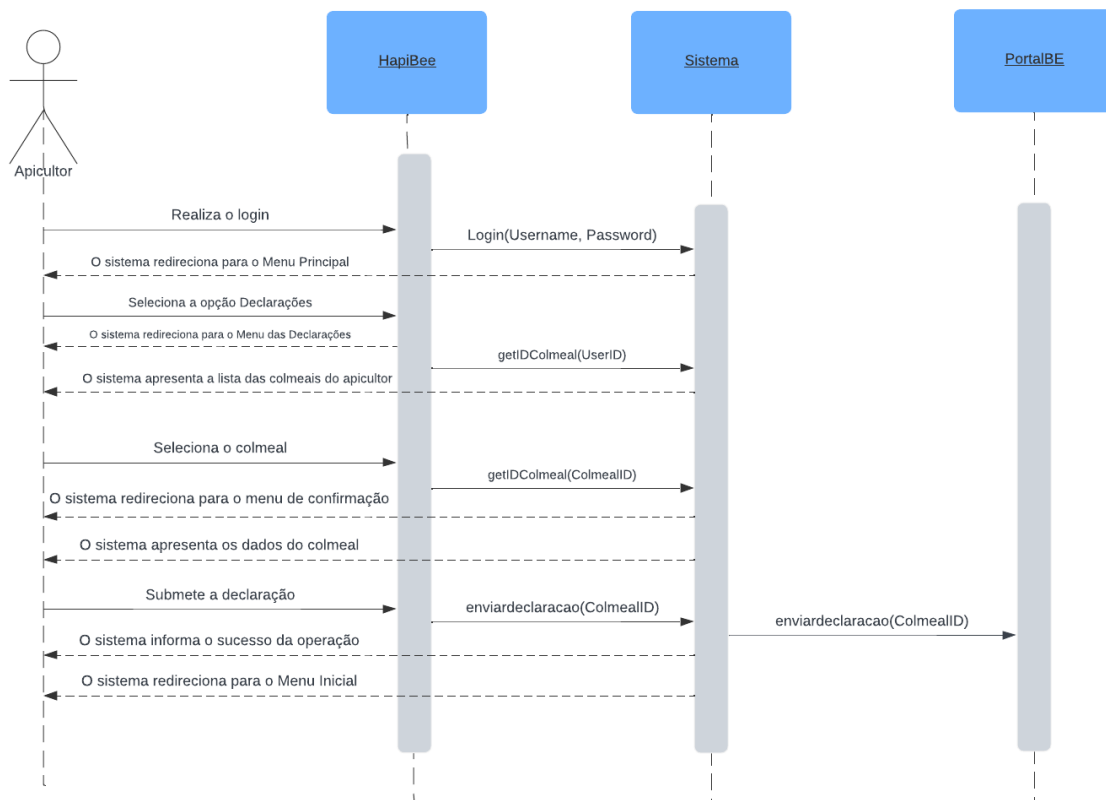 HapiBee
Sistema
PortalBE
Apicultor
Realiza o login
Login(Username, Password)
O sistema redireciona para o Menu Principal
Seleciona a opção Declarações
O sistema redireciona para o Menu das Declarações
getIDColmeal(UserID)
O sistema apresenta a lista das colmeais do apicultor
Seleciona o colmeal
getIDColmeal(ColmealID)
O sistema redireciona para o menu de confirmação
O sistema apresenta os dados do colmeal
Submete a declaração
enviardeclaracao(ColmealID)
enviardeclaracao(ColmealID)
O sistema informa o sucesso da operação
O sistema redireciona para o Menu Inicial